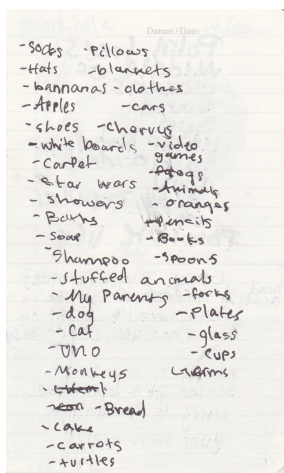 Datum / Date:
-Socks -Pillows
-Hats -blankets
-bannanas -clothes
-Apples -cars
-shoes -Cherrys
-white boards -video games
-Carpet
-Star wars -Animals
-showers -oranges
-Baths -Pencils
-Soap -Books
-Shampoo -Spoons
-stuffed animals
-My Parents -forks
-dog -Plates
-Cat -glass
-UNO -Cups
-Monkeys
-Bread
-cake
-carrots
-turtles